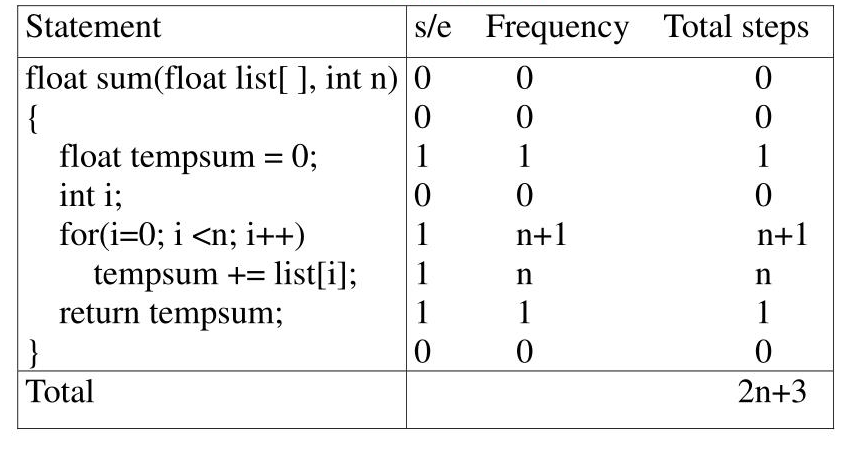 Statement s/e Frequency Total steps
float sum(float list[ ], int n) 0 0 0
{ 0 0 0
float tempsum = 0; 1 1 1
int i; 0 0 0
for(i=0; i <n; i++) 1 n+1 n+1
tempsum += list[i]; 1 n n
return tempsum; 1 1 1
} 0 0 0
Total 2n+3